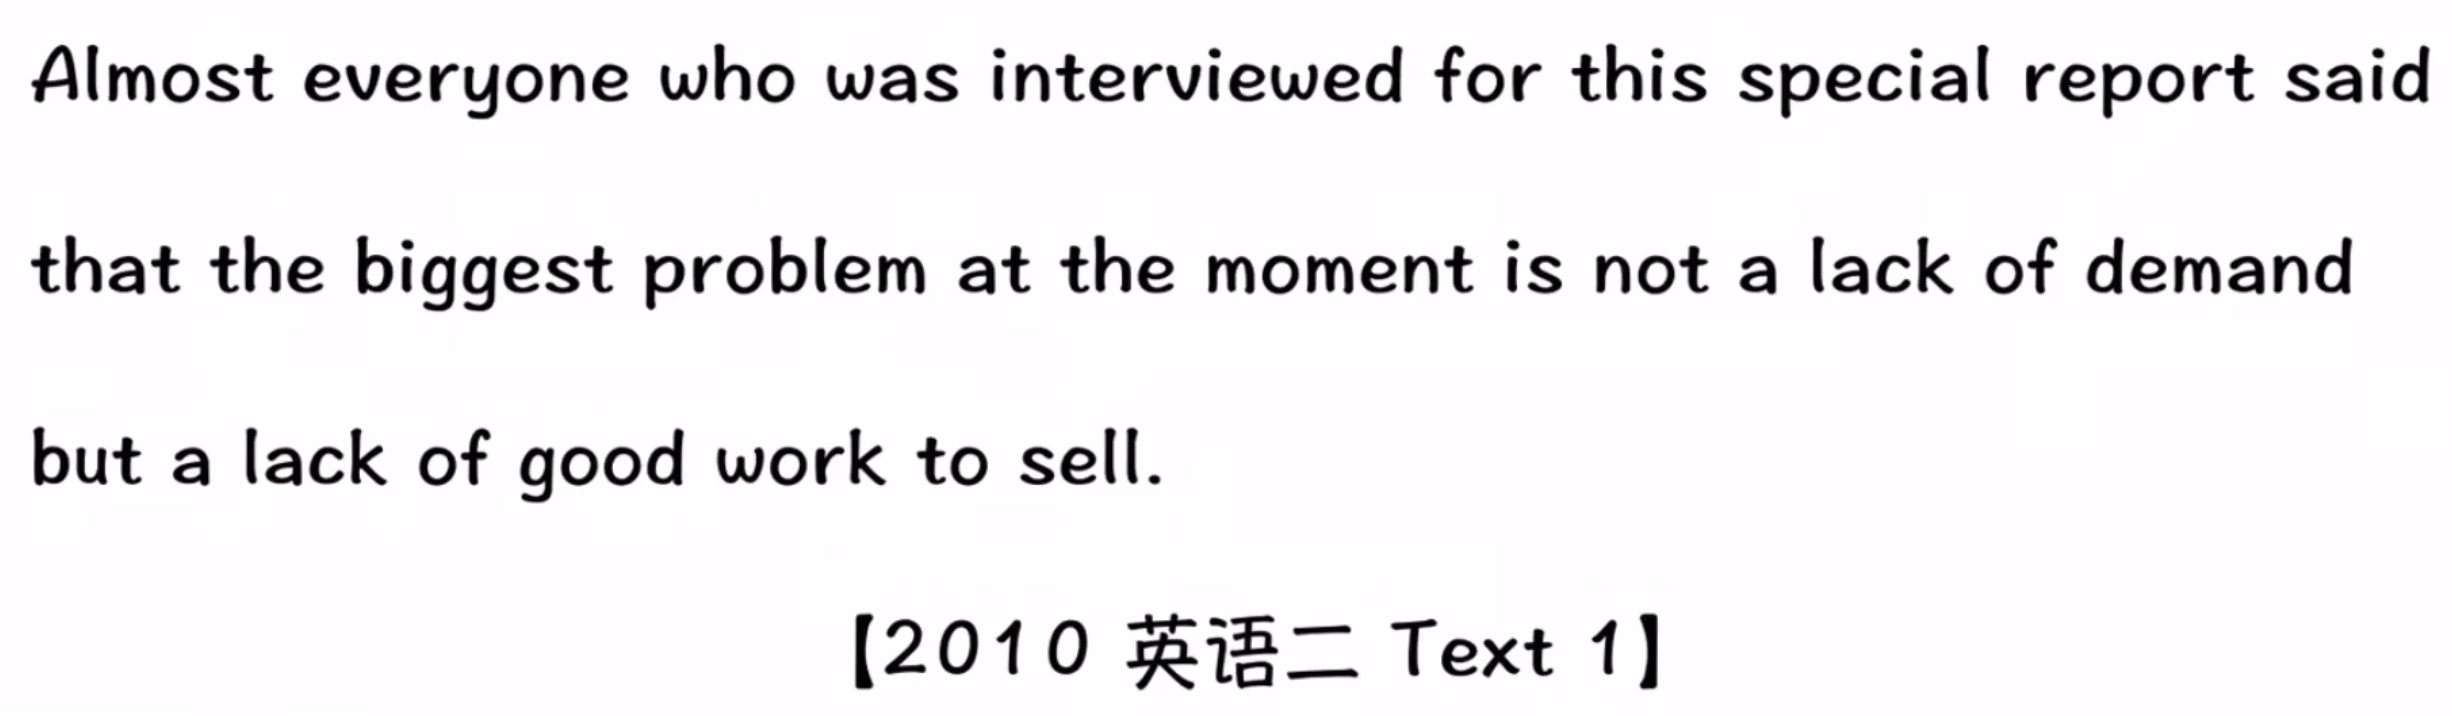 Almost everyone who was interviewed for this special report said
that the biggest problem at the moment is not a lack of demand
but a lack of good work to sell.
【2010 英语二 Text 1】